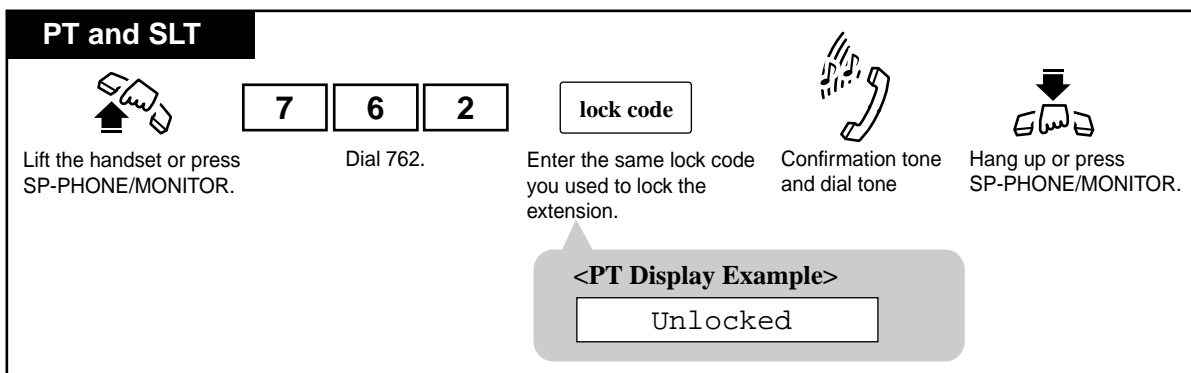 PT and SLT
7 6 2
lock code
Lift the handset or press
SP-PHONE/MONITOR.
Dial 762.
Enter the same lock code
you used to lock the
extension.
Confirmation tone
and dial tone
Hang up or press
SP-PHONE/MONITOR.
<PT Display Example>
Unlocked